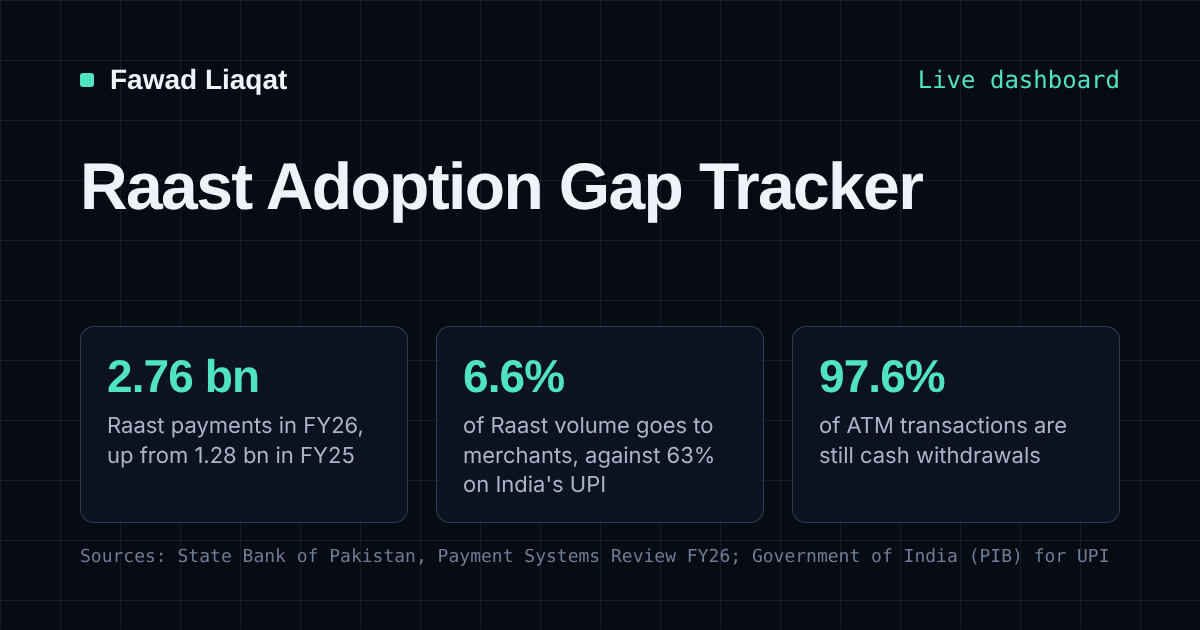 Fawad Liaqat
Live dashboard
Raast Adoption Gap Tracker
2.76 bn
Raast payments in FY26,
up from 1.28 bn in FY25
6.6%
of Raast volume goes to
merchants, against 63%
on India's UPI
97.6%
of ATM transactions are
still cash withdrawals
Sources: State Bank of Pakistan, Payment Systems Review FY26; Government of India (PIB) for UPI